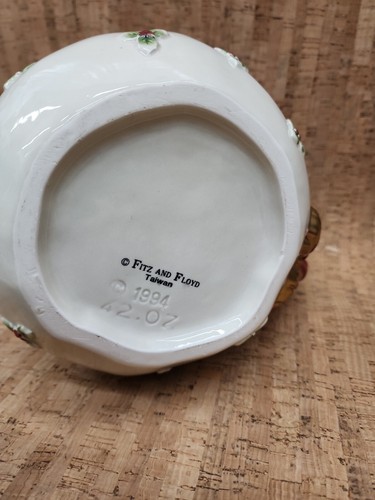 © FITZ AND FLOYD
Taiwan
© 1994
42.07